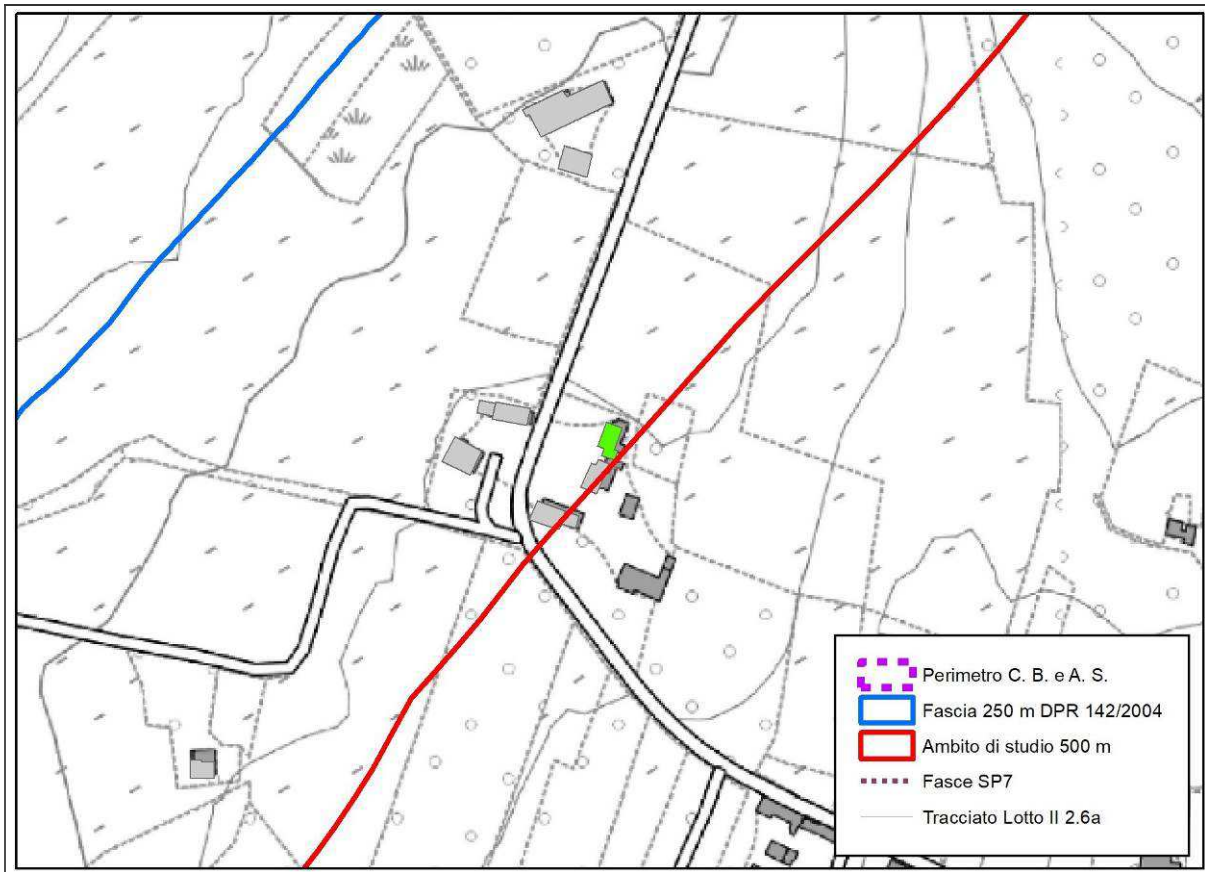 Perimetro C. B. e A. S.
Fascia 250 m DPR 142/2004
Ambito di studio 500 m
Fasce SP7
Tracciato Lotto II 2.6a